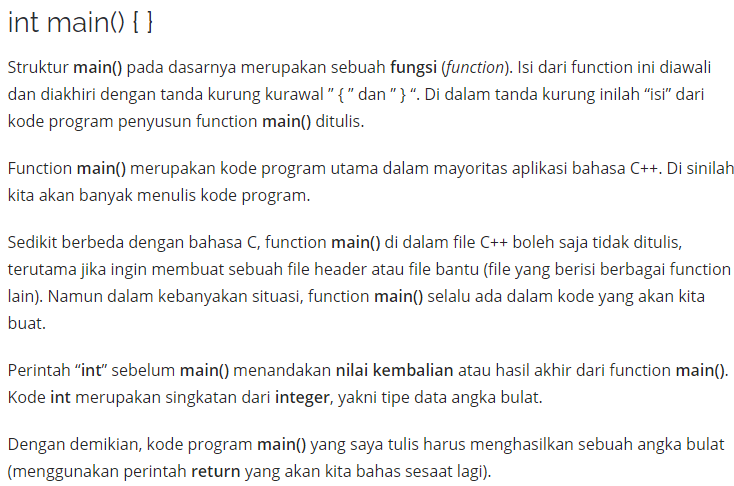 int main() { }
Struktur main() pada dasarnya merupakan sebuah fungsi (function). Isi dari function ini diawali
dan diakhiri dengan tanda kurung kurawal ” { ” dan ” } “. Di dalam tanda kurung inilah “isi” dari
kode program penyusun function main() ditulis.
Function main() merupakan kode program utama dalam mayoritas aplikasi bahasa C++. Di sinilah
kita akan banyak menulis kode program.
Sedikit berbeda dengan bahasa C, function main() di dalam file C++ boleh saja tidak ditulis,
terutama jika ingin membuat sebuah file header atau file bantu (file yang berisi berbagai function
lain). Namun dalam kebanyakan situasi, function main() selalu ada dalam kode yang akan kita
buat.
Perintah “int” sebelum main() menandakan nilai kembalian atau hasil akhir dari function main().
Kode int merupakan singkatan dari integer, yakni tipe data angka bulat.
Dengan demikian, kode program main() yang saya tulis harus menghasilkan sebuah angka bulat
(menggunakan perintah return yang akan kita bahas sesaat lagi).